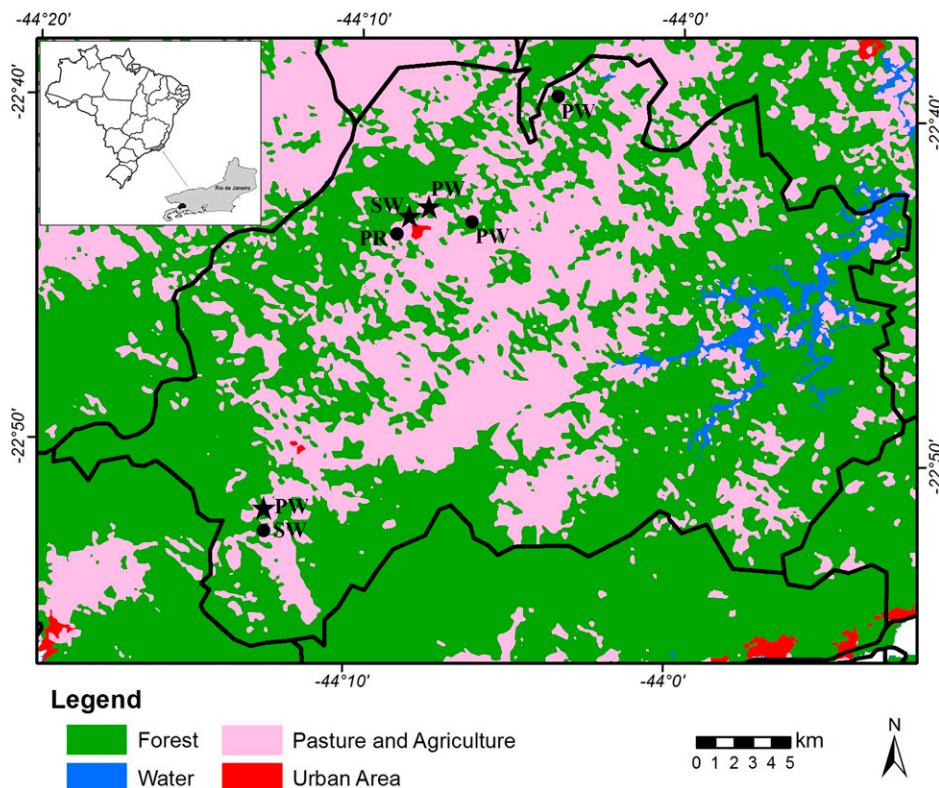 -44°20'
-44°10'
-44°0'
-22°40'
-22°40'
Rio de Janeiro
PW
PW
SW
PR
PW
-22°50'
-22°50'
PW
SW
-44°10'
-44°0'
Legend
Forest
Pasture and Agriculture
Water
Urban Area
km
0 1 2 3 4 5
N